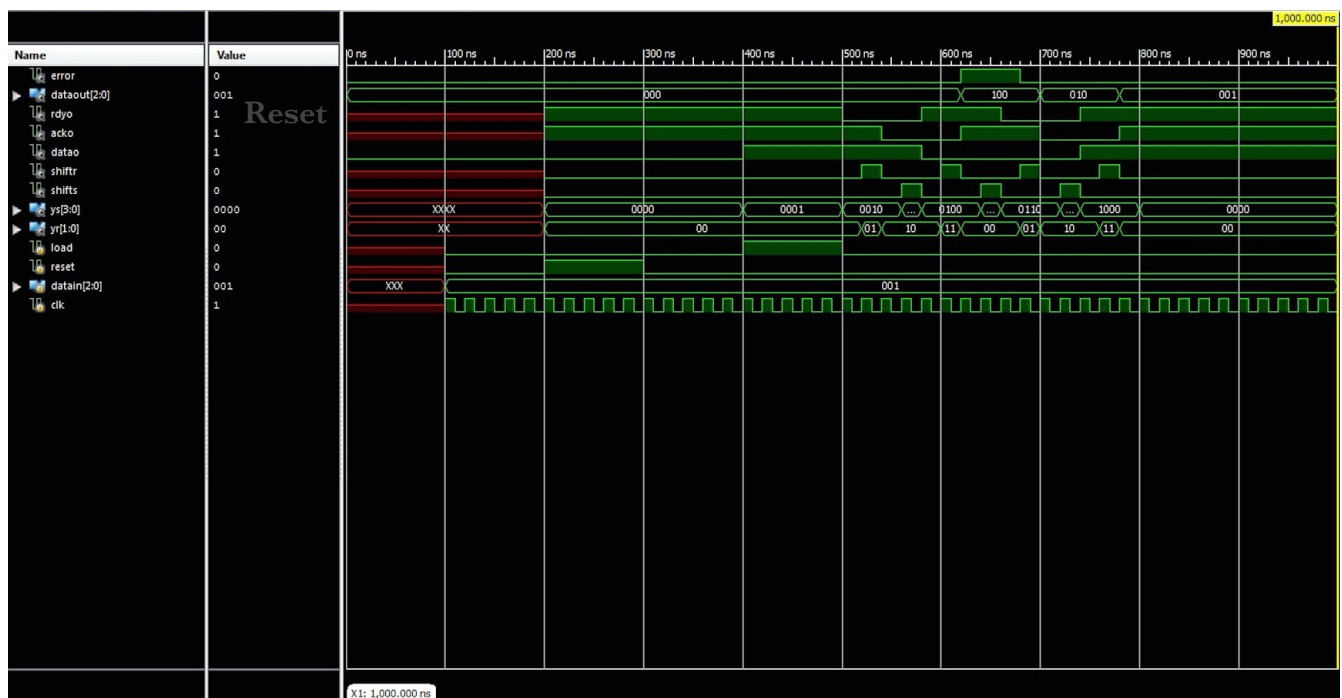 1,000.000 ns
Name Value 0 ns 100 ns 200 ns 300 ns 400 ns 500 ns 600 ns 700 ns 800 ns 900 ns
error 0
dataout[2:0] 001 000 100 010 001
rdyo 1
Reset
acko 1
datao 1
shiftr 0
shifts 0
ys[3:0] 0000 XXXX 0000 0001 0010 ... 0100 ... 0110 ... 1000 0000
yr[1:0] 00 XX 00 01 10 11 00 01 10 11 00
load 0
reset 0
datain[2:0] 001 XXX 001
clk 1
X1: 1,000.000 ns